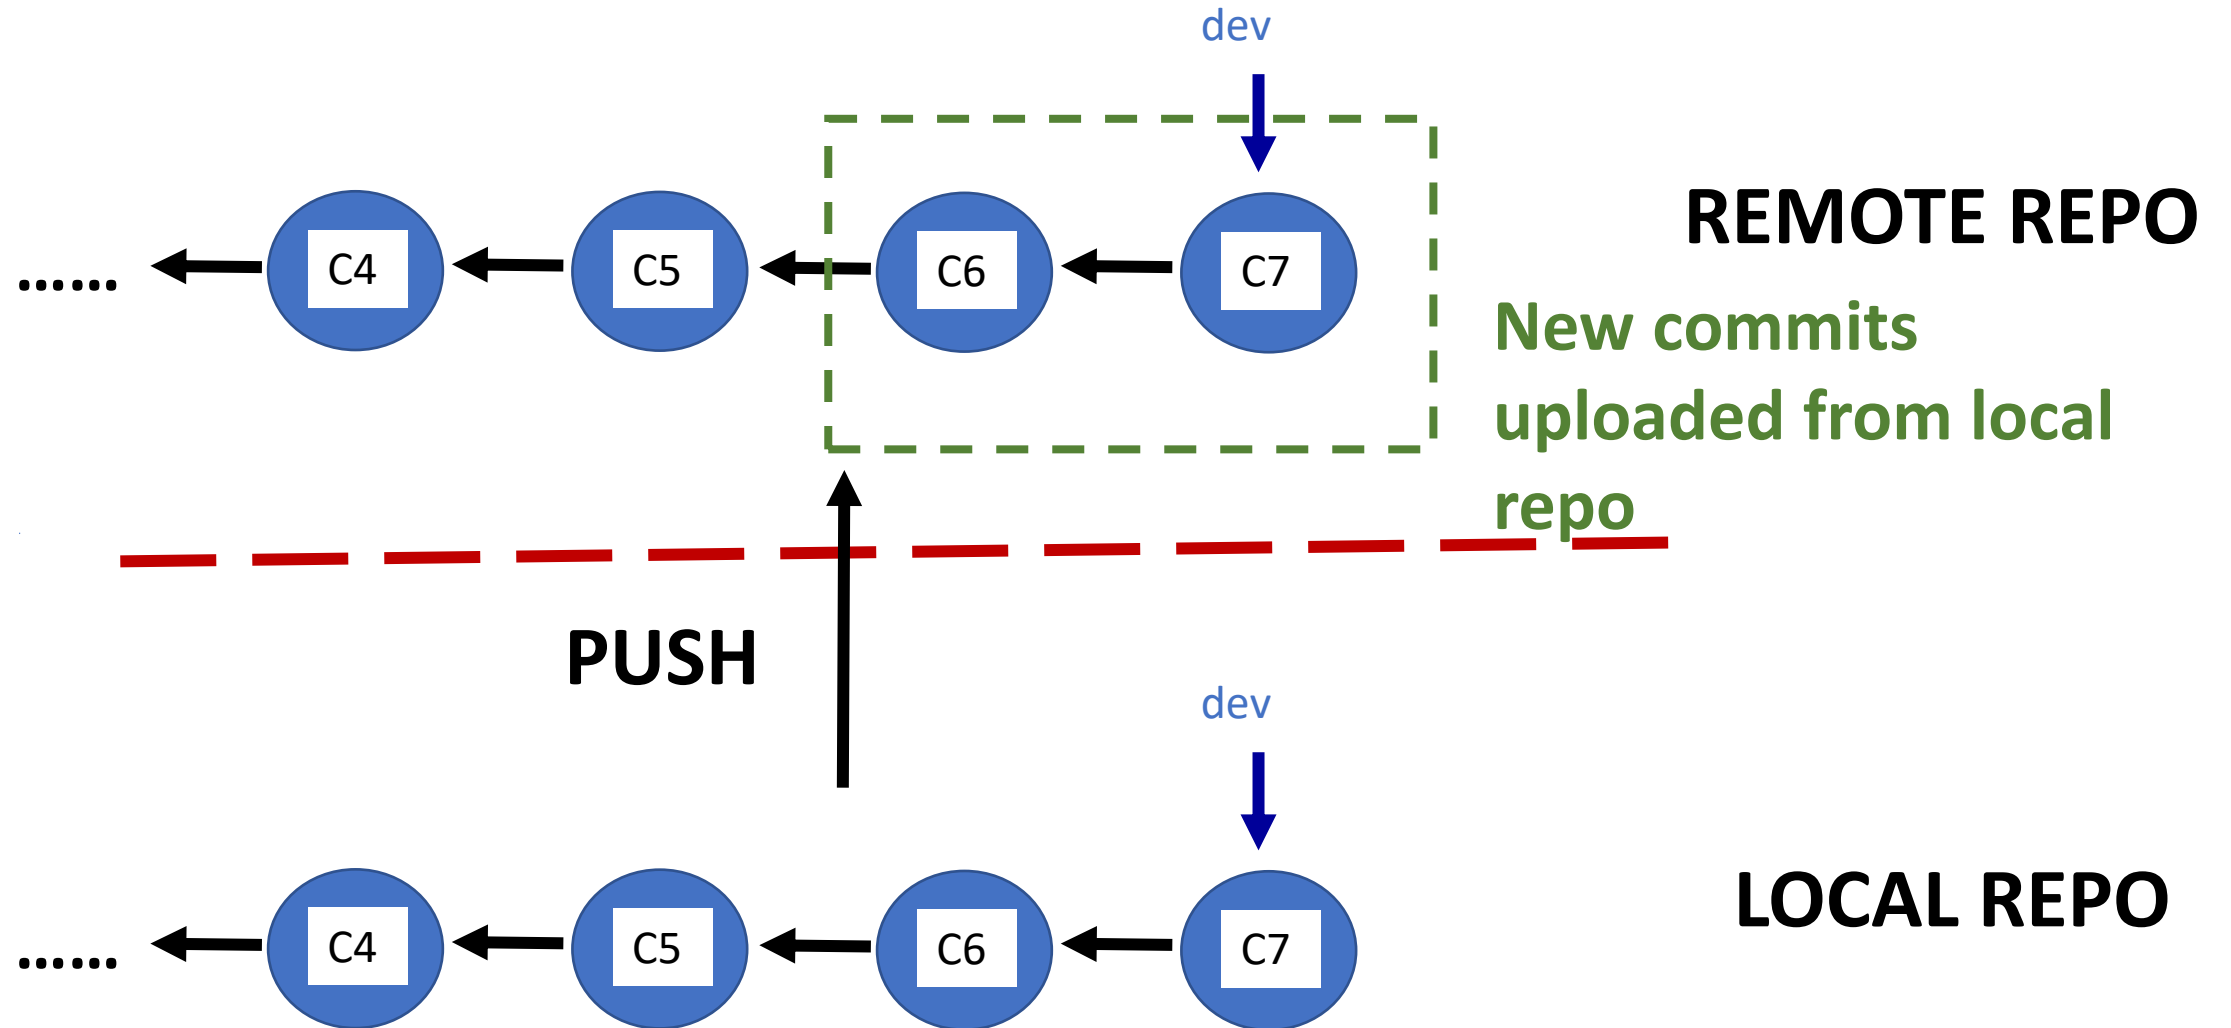 dev
REMOTE REPO
...... C4 C5 C6 C7
New commits
uploaded from local
repo
PUSH
dev
LOCAL REPO
...... C4 C5 C6 C7